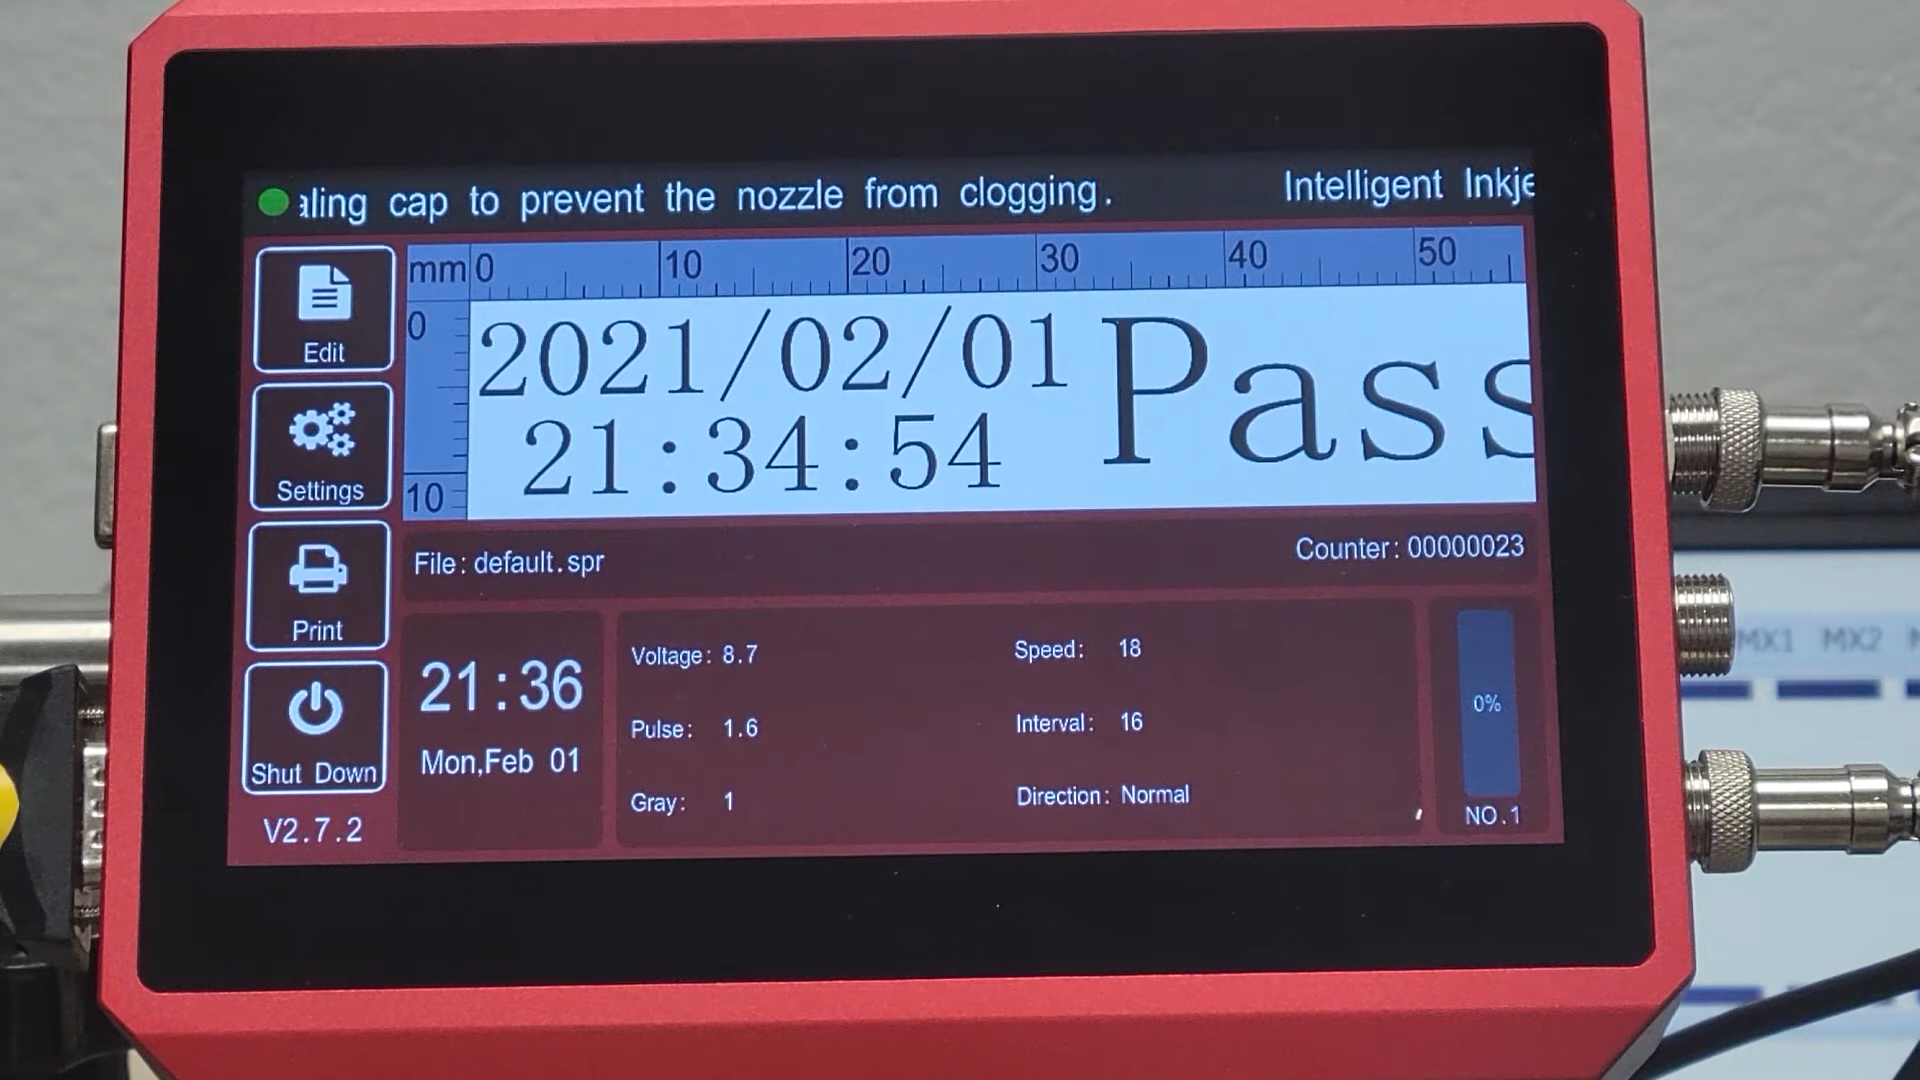 aling cap to prevent the nozzle from clogging. Intelligent Inkje
Edit
Settings
Print
Shut Down
V2.7.2
mm 0 10 20 30 40 50
0
10
2021/02/01
21:34:54
Pass
File: default.spr
Counter: 00000023
21:36
Mon,Feb 01
Voltage: 8.7
Pulse: 1.6
Gray: 1
Speed: 18
Interval: 16
Direction: Normal
0%
NO.1
MX1 MX2